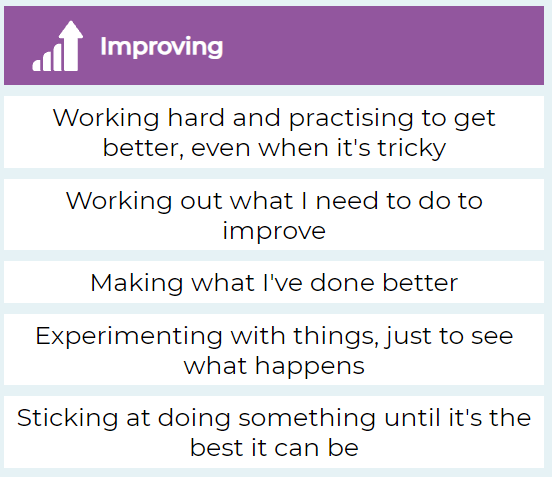 Improving
Working hard and practising to get
better, even when it's tricky
Working out what I need to do to
improve
Making what I've done better
Experimenting with things, just to see
what happens
Sticking at doing something until it's the
best it can be